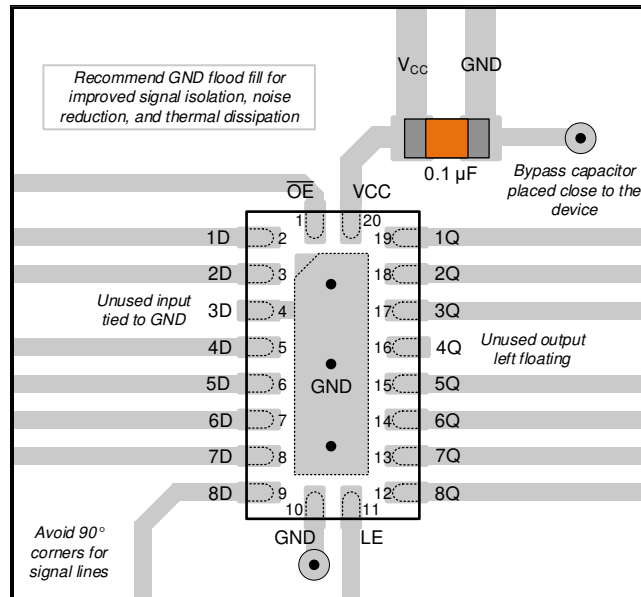 Recommend GND flood fill for
improved signal isolation, noise
reduction, and thermal dissipation
VCC
GND
0.1 µF
Bypass capacitor
placed close to the
device
OE
VCC
1
20
1D
2
19
1Q
2D
3
18
2Q
Unused input
tied to GND
3D
4
17
3Q
4D
5
16
4Q
Unused output
left floating
5D
6
GND
15
5Q
6D
7
14
6Q
7D
8
13
7Q
8D
9
12
8Q
10
11
GND
LE
Avoid 90°
corners for
signal lines